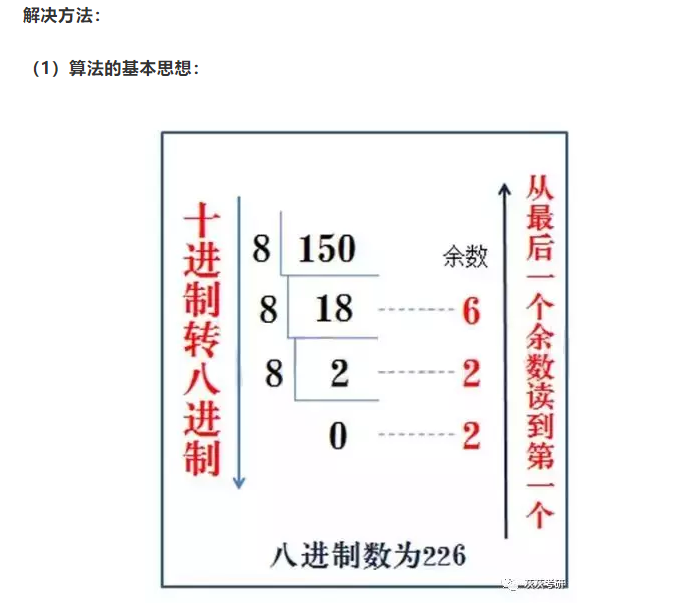 解决方法：
（1）算法的基本思想：
十进制转八进制
8 150 余数
8 18 6
8 2 2
0 2
从最后一个余数读到第一个
八进制数为226
灰灰考研